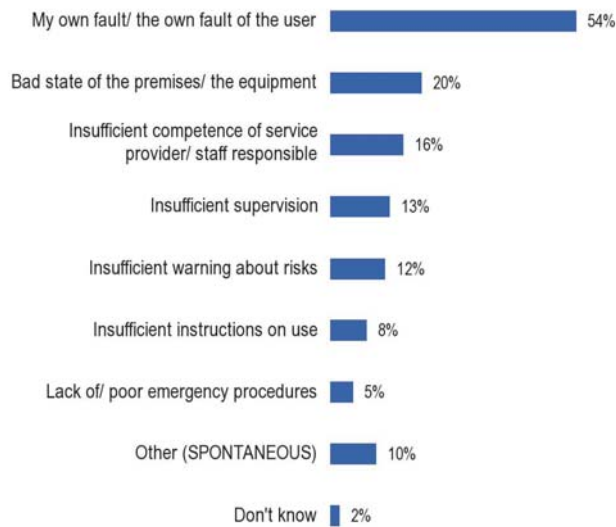 My own fault/ the own fault of the user 54%
Bad state of the premises/ the equipment 20%
Insufficient competence of service
provider/ staff responsible 16%
Insufficient supervision 13%
Insufficient warning about risks 12%
Insufficient instructions on use 8%
Lack of/ poor emergency procedures 5%
Other (SPONTANEOUS) 10%
Don't know 2%